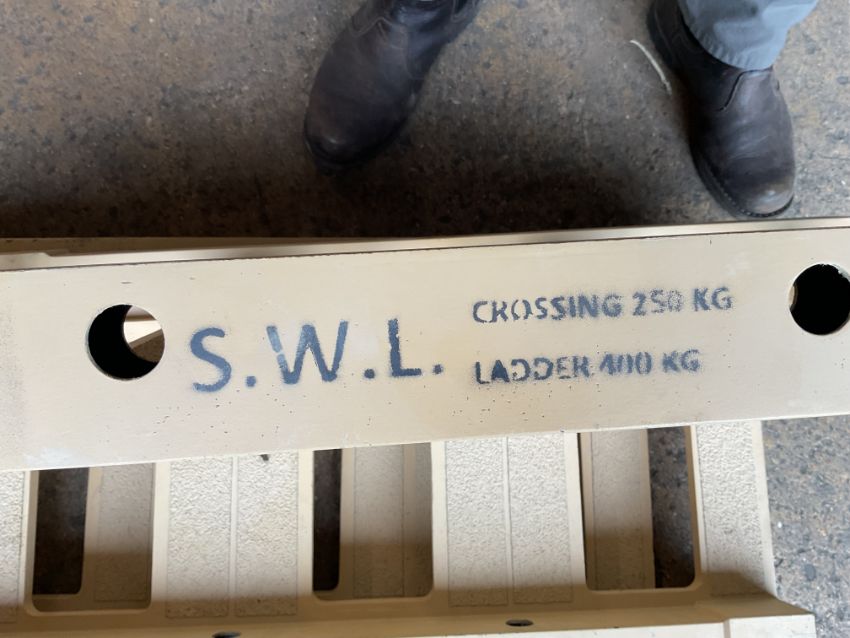 S.W.L.
CROSSING 250 KG
LADDER 400 KG